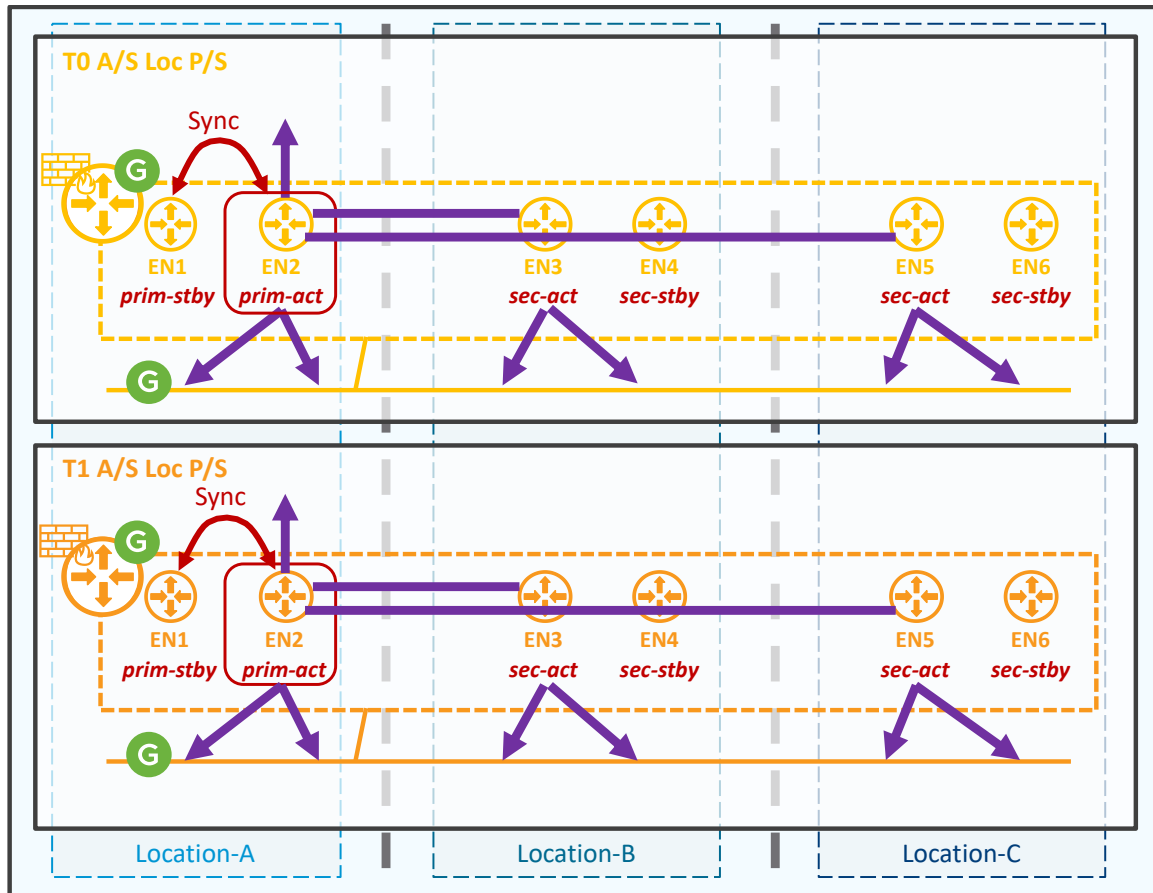 T0 A/S Loc P/S
Sync
G
EN1 EN2 EN3 EN4 EN5 EN6
prim-stby prim-act sec-act sec-stby sec-act sec-stby
G
T1 A/S Loc P/S
Sync
G
EN1 EN2 EN3 EN4 EN5 EN6
prim-stby prim-act sec-act sec-stby sec-act sec-stby
G
Location-A Location-B Location-C